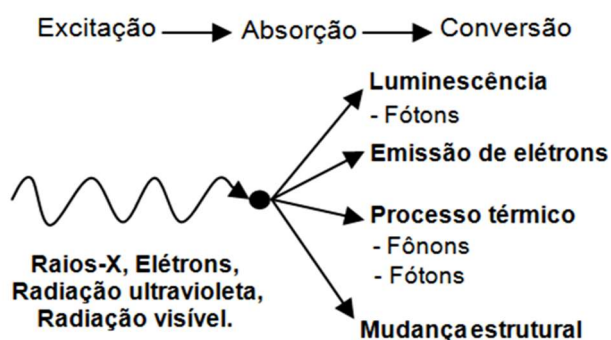 Excitação Absorção Conversão
Luminescência
- Fótons
Emissão de elétrons
Processo térmico
- Fônons
- Fótons
Mudança estrutural
Raios-X, Elétrons,
Radiação ultravioleta,
Radiação visível.